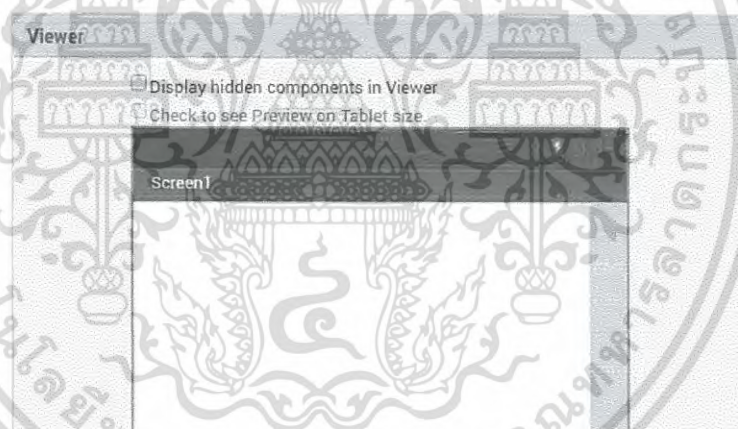 Viewer
Display hidden components in Viewer
Check to see Preview on Tablet size.
Screen1